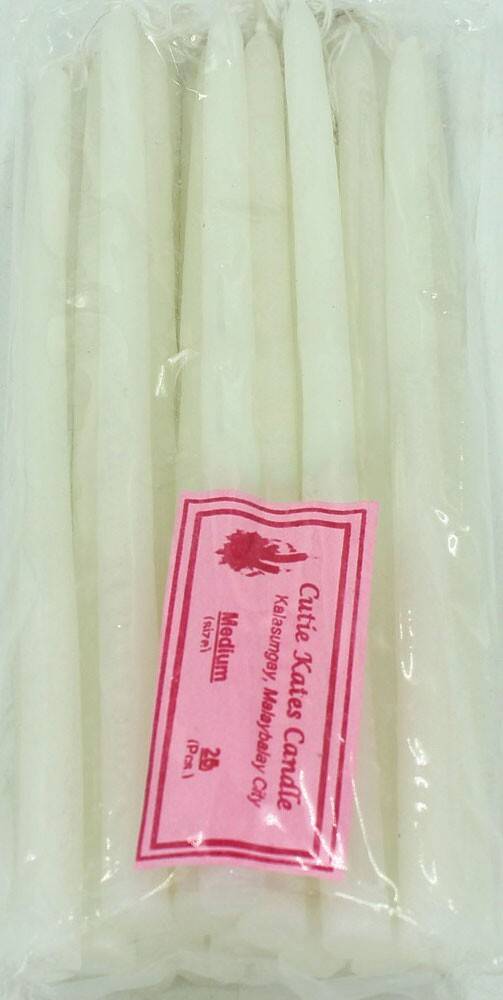 Cutie Kates Candle
Kalasungay, Malaybalay City
Medium
(size)
25
(Pcs.)